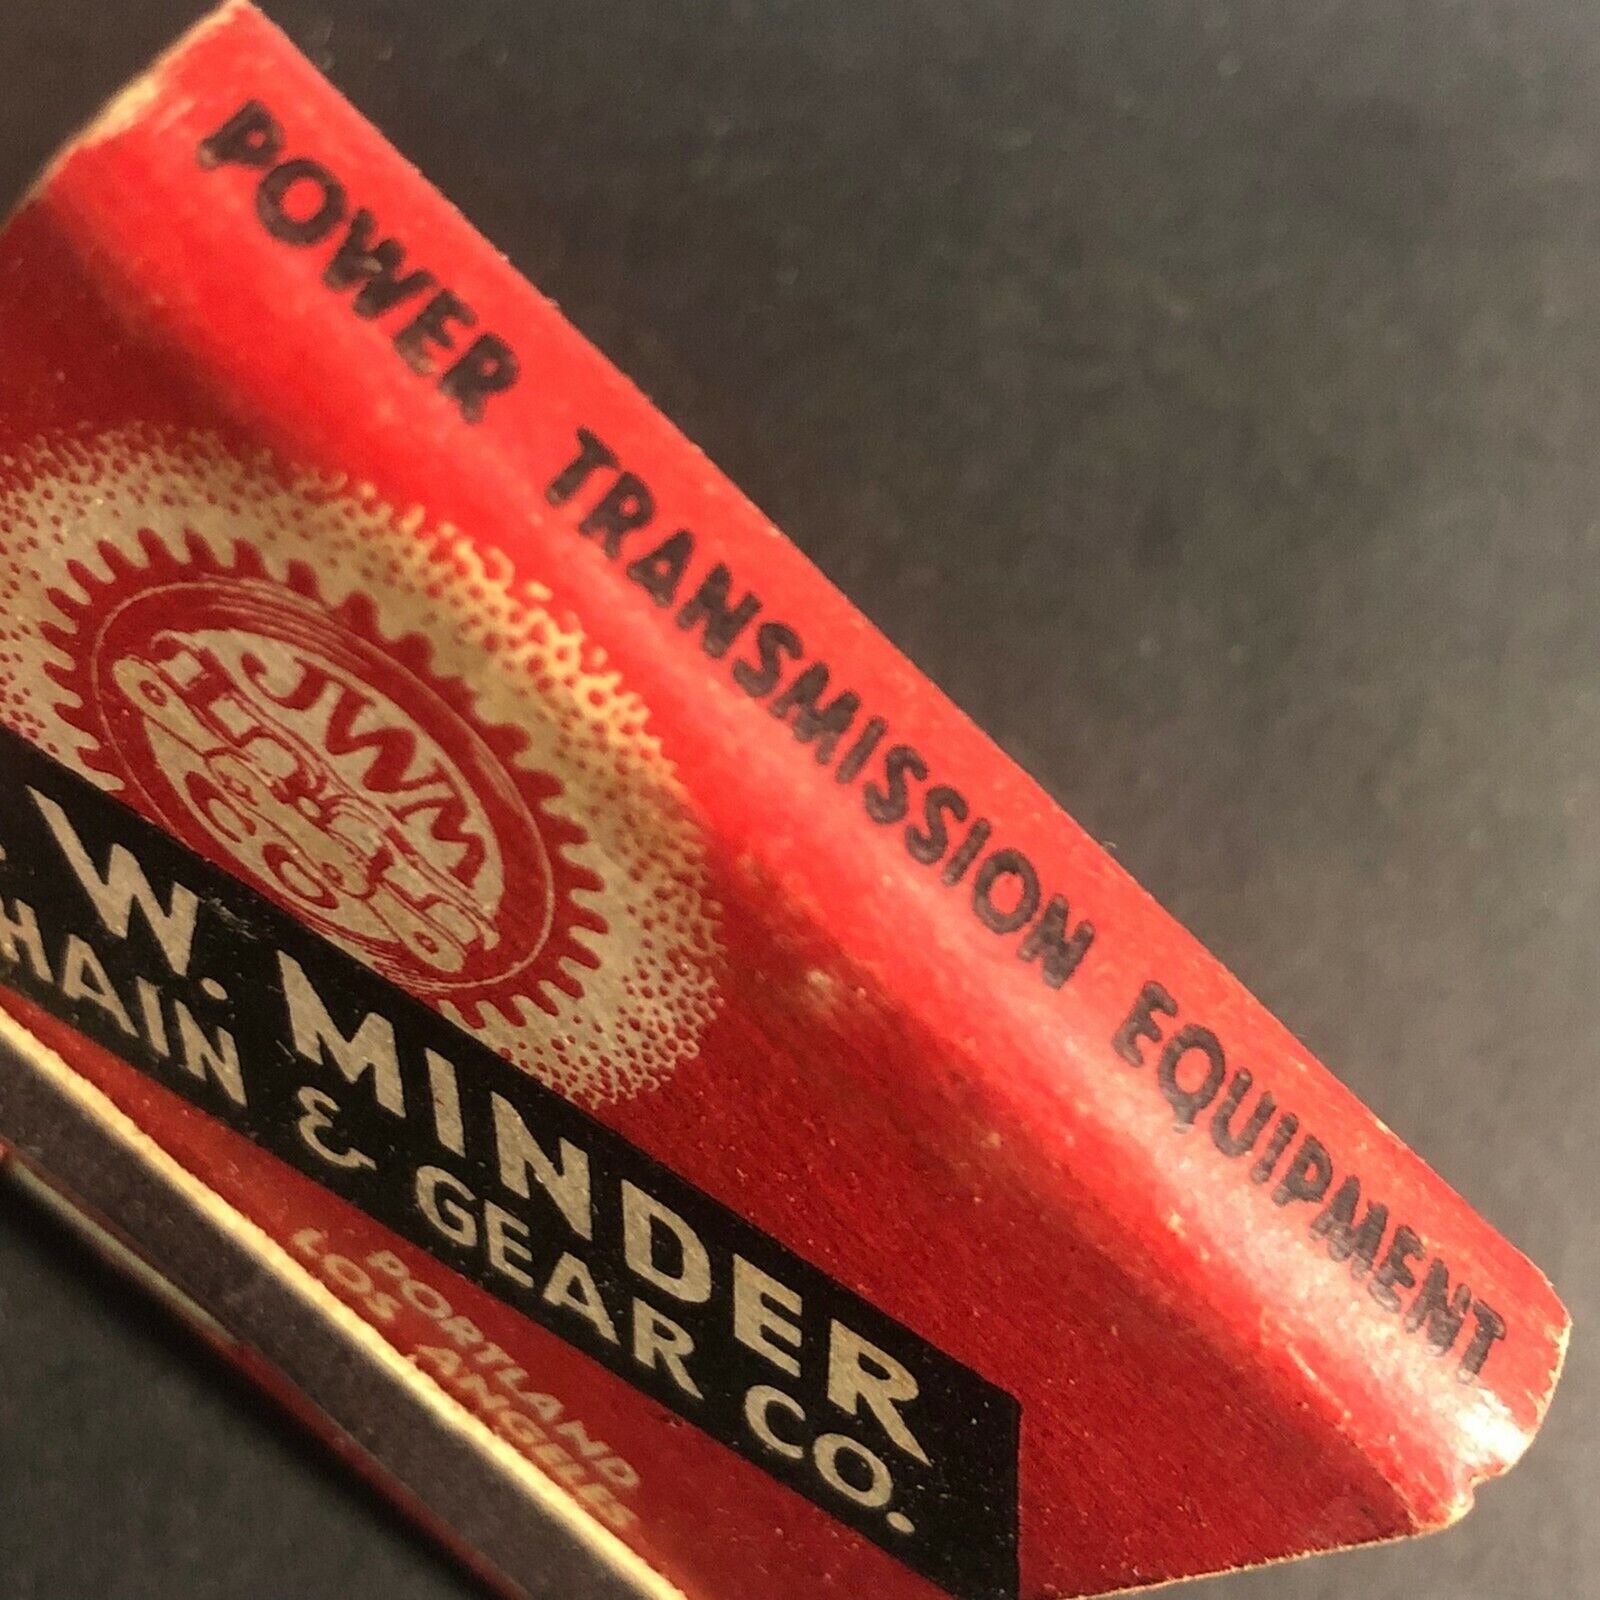 POWER TRANSMISSION EQUIPMENT
JWM
CO
W. MINDER
HAIN & GEAR CO.
PORTLAND
LOS ANGELES